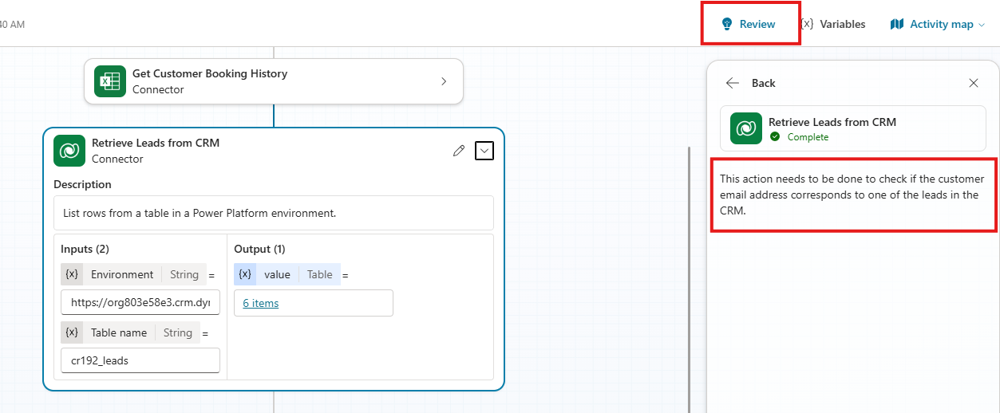 40 AM
Review
{x} Variables
Activity map
Get Customer Booking History
Connector
Retrieve Leads from CRM
Connector
Description
List rows from a table in a Power Platform environment.
Inputs (2)
{x} Environment String =
https://org803e58e3.crm.dyr
{x} Table name String =
cr192_leads
Output (1)
{x} value Table =
6 items
Back
Retrieve Leads from CRM
Complete
This action needs to be done to check if the customer
email address corresponds to one of the leads in the
CRM.